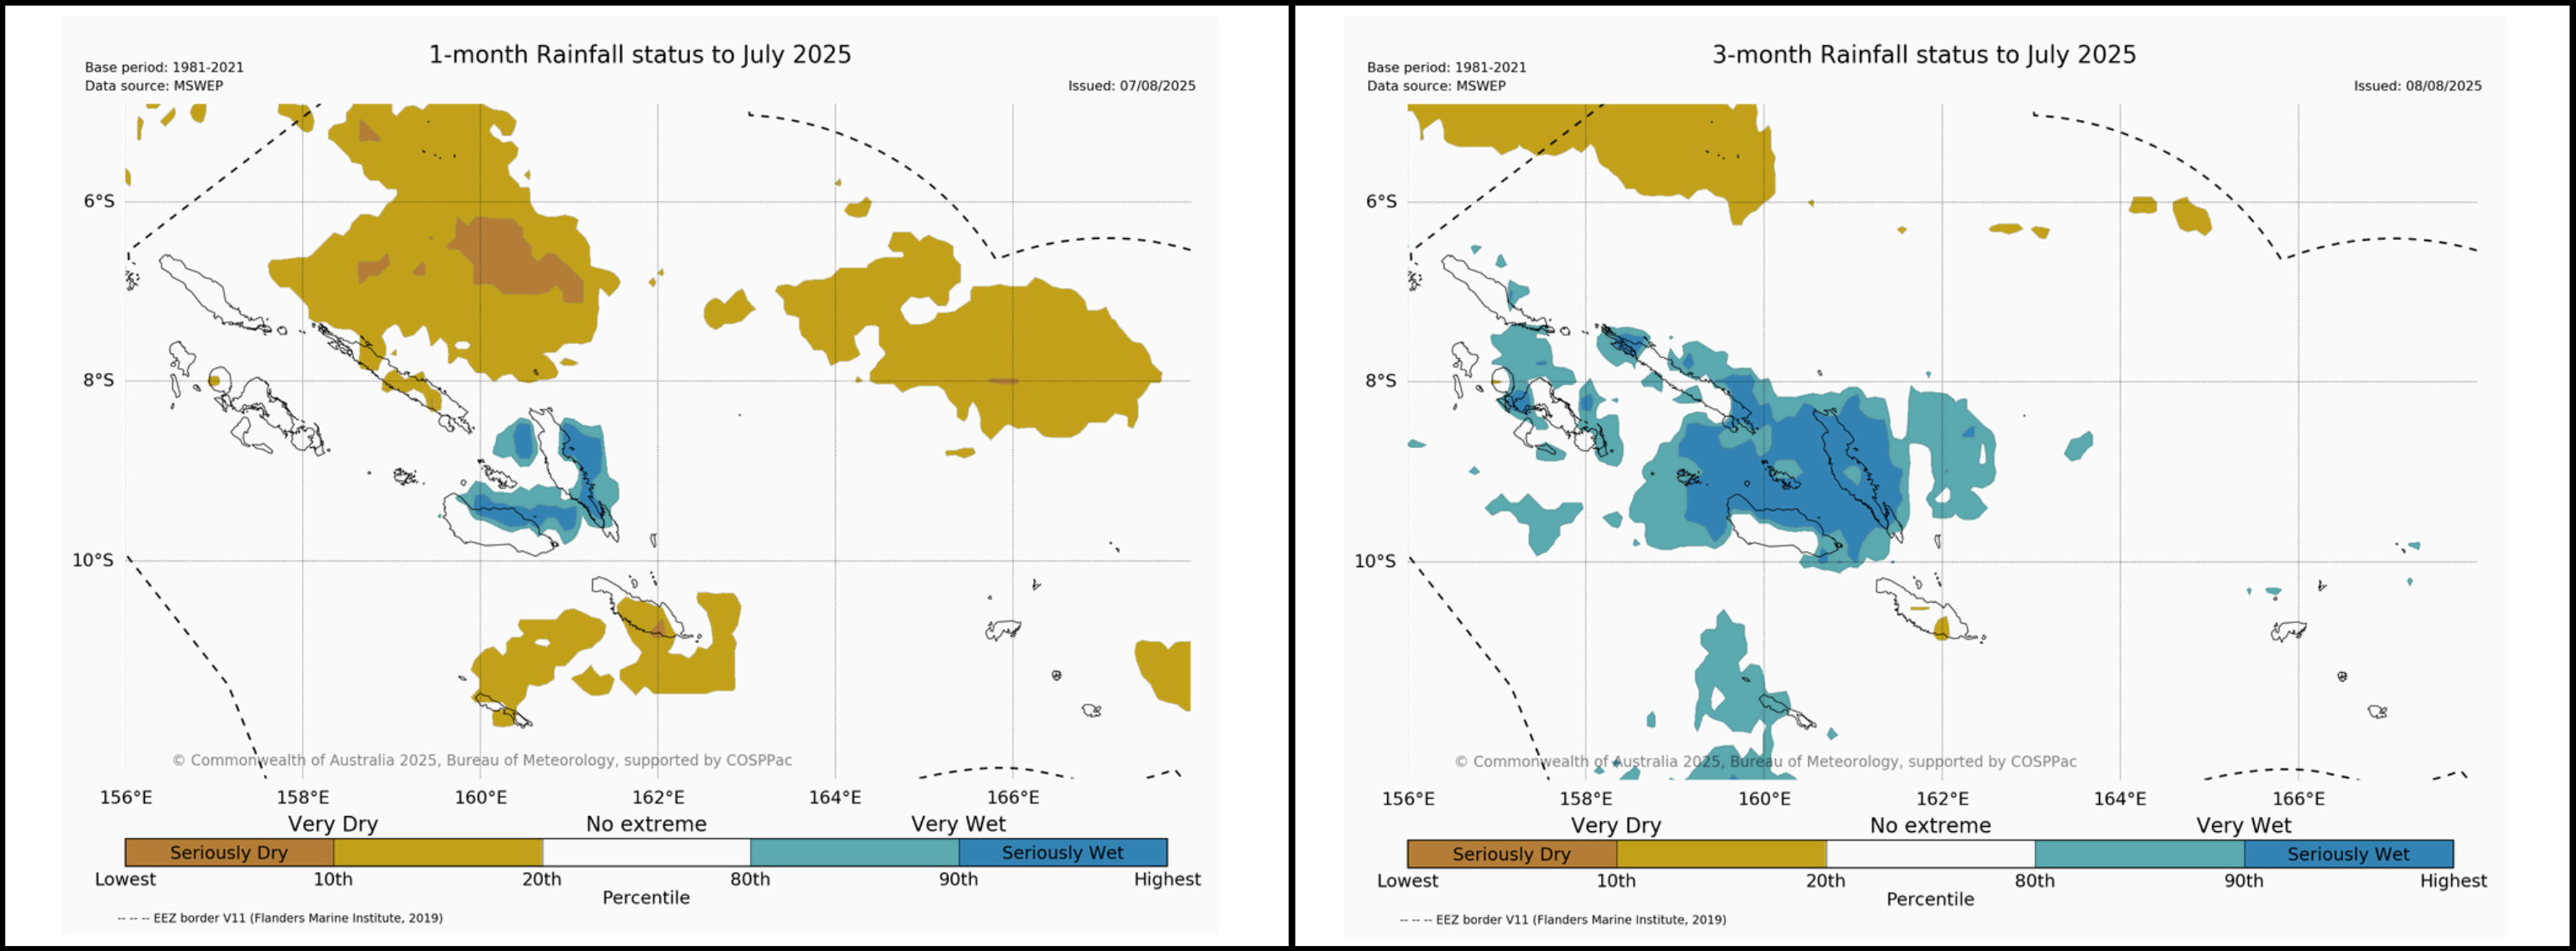 1-month Rainfall status to July 2025
Base period: 1981-2021
Data source: MSWEP
Issued: 07/08/2025
6°S
8°S
10°S
© Commonwealth of Australia 2025, Bureau of Meteorology, supported by COSPPac
156°E 158°E 160°E 162°E 164°E 166°E
Very Dry No extreme Very Wet
Seriously Dry Seriously Wet
Lowest 10th 20th 80th 90th Highest
Percentile
-- -- -- EEZ border V11 (Flanders Marine Institute, 2019)
3-month Rainfall status to July 2025
Base period: 1981-2021
Data source: MSWEP
Issued: 08/08/2025
6°S
8°S
10°S
© Commonwealth of Australia 2025, Bureau of Meteorology, supported by COSPPac
156°E 158°E 160°E 162°E 164°E 166°E
Very Dry No extreme Very Wet
Seriously Dry Seriously Wet
Lowest 10th 20th 80th 90th Highest
Percentile
-- -- -- EEZ border V11 (Flanders Marine Institute, 2019)